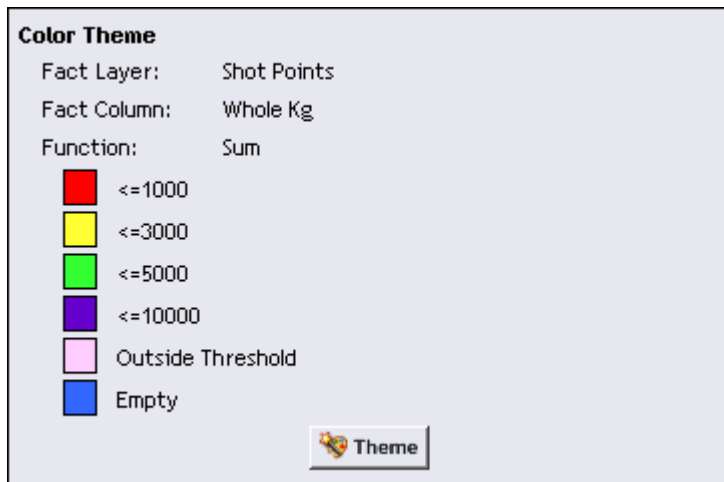 Color Theme
Fact Layer: Shot Points
Fact Column: Whole Kg
Function: Sum
<=1000
<=3000
<=5000
<=10000
Outside Threshold
Empty
Theme